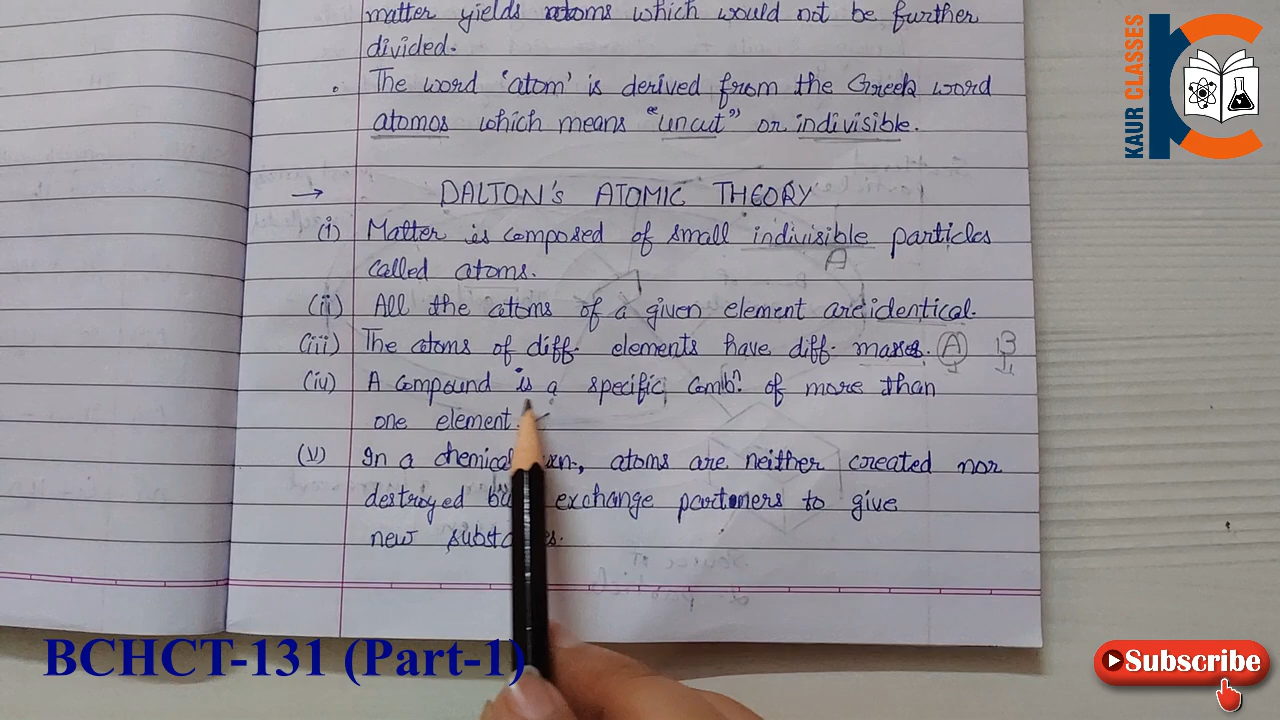 matter yields atoms which would not be further
divided.
The word 'atom' is derived from the Greek word
atomos which means "uncut" or indivisible.
→ DALTON's ATOMIC THEORY
(i) Matter is composed of small indivisible particles
A
called atoms.
(ii) All the atoms of a given element are identical.
(iii) The atoms of diff. elements have diff. masses. A B
(iv) A compound is a specific combⁿ of more than
one element.
(v) In a chemical rxn., atoms are neither created nor
destroyed but exchange partners to give
new
KAUR CLASSES
BCHCT-131 (Part-1)
Subscribe